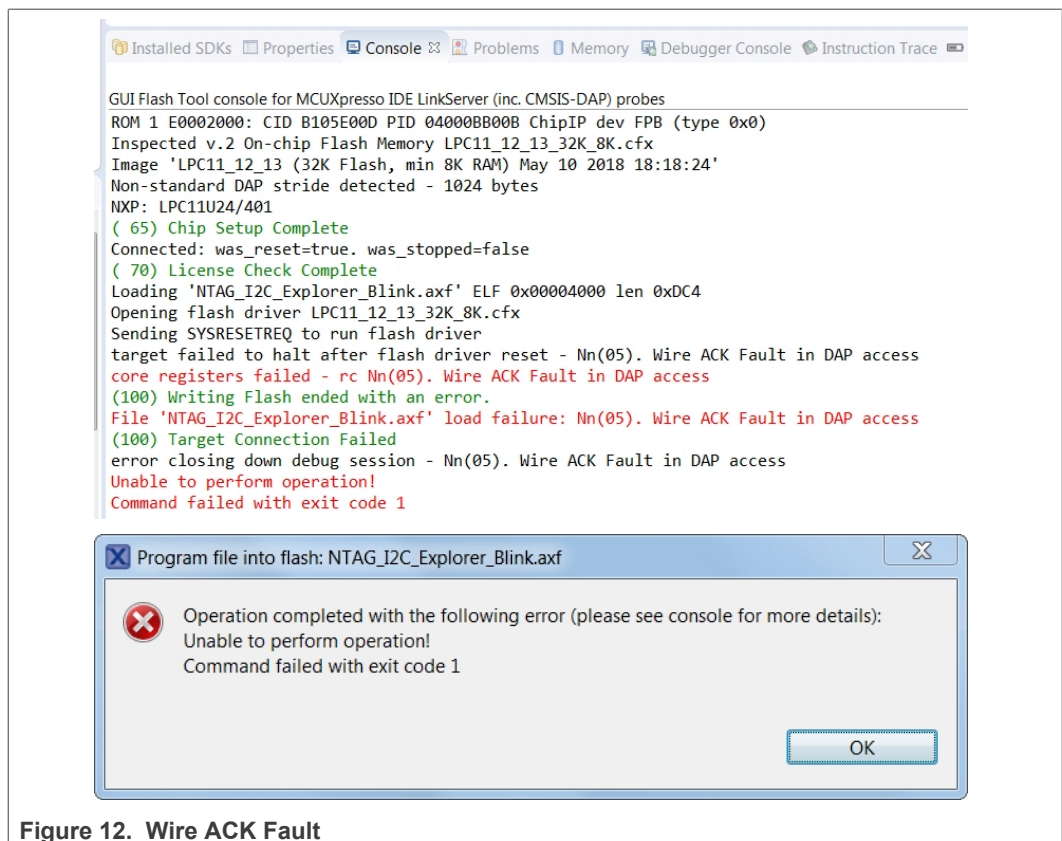 Installed SDKs Properties Console Problems Memory Debugger Console Instruction Trace
GUI Flash Tool console for MCUXpresso IDE LinkServer (inc. CMSIS-DAP) probes
ROM 1 E0002000: CID B105E00D PID 04000BB00B ChipIP dev FPB (type 0x0)
Inspected v.2 On-chip Flash Memory LPC11_12_13_32K_8K.cfx
Image 'LPC11_12_13 (32K Flash, min 8K RAM) May 10 2018 18:18:24'
Non-standard DAP stride detected - 1024 bytes
NXP: LPC11U24/401
( 65) Chip Setup Complete
Connected: was_reset=true. was_stopped=false
( 70) License Check Complete
Loading 'NTAG_I2C_Explorer_Blink.axf' ELF 0x00004000 len 0xDC4
Opening flash driver LPC11_12_13_32K_8K.cfx
Sending SYSRESETREQ to run flash driver
target failed to halt after flash driver reset - Nn(05). Wire ACK Fault in DAP access
core registers failed - rc Nn(05). Wire ACK Fault in DAP access
(100) Writing Flash ended with an error.
File 'NTAG_I2C_Explorer_Blink.axf' load failure: Nn(05). Wire ACK Fault in DAP access
(100) Target Connection Failed
error closing down debug session - Nn(05). Wire ACK Fault in DAP access
Unable to perform operation!
Command failed with exit code 1
Program file into flash: NTAG_I2C_Explorer_Blink.axf
Operation completed with the following error (please see console for more details):
Unable to perform operation!
Command failed with exit code 1
OK
Figure 12. Wire ACK Fault